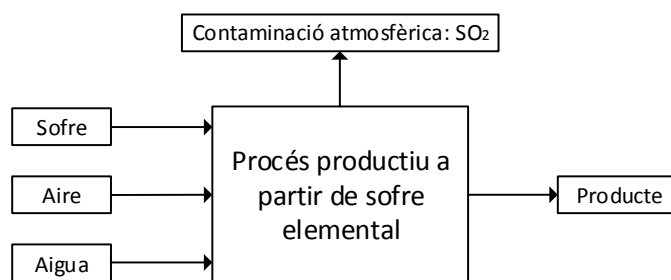 Contaminació atmosfèrica: SO₂
Sofre
Aire
Aigua
Procés productiu a
partir de sofre
elemental
Producte